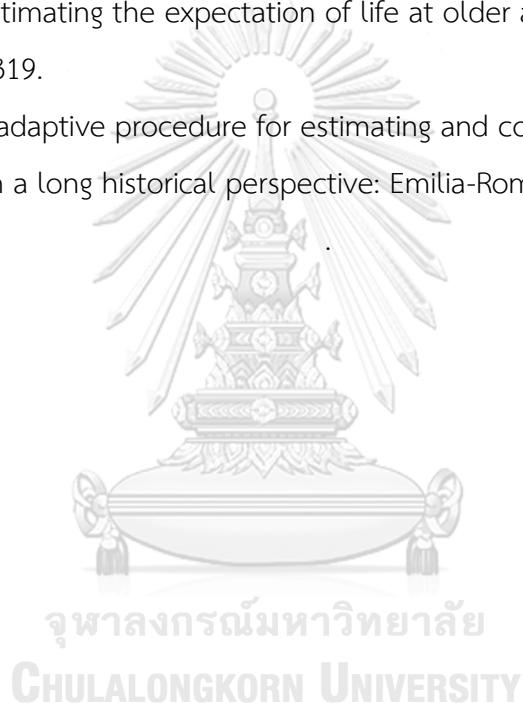 timating the expectation of life at older a
319.
adaptive procedure for estimating and co
n a long historical perspective: Emilia-Rom
.
จุฬาลงกรณ์มหาวิทยาลัย
CHULALONGKORN UNIVERSITY